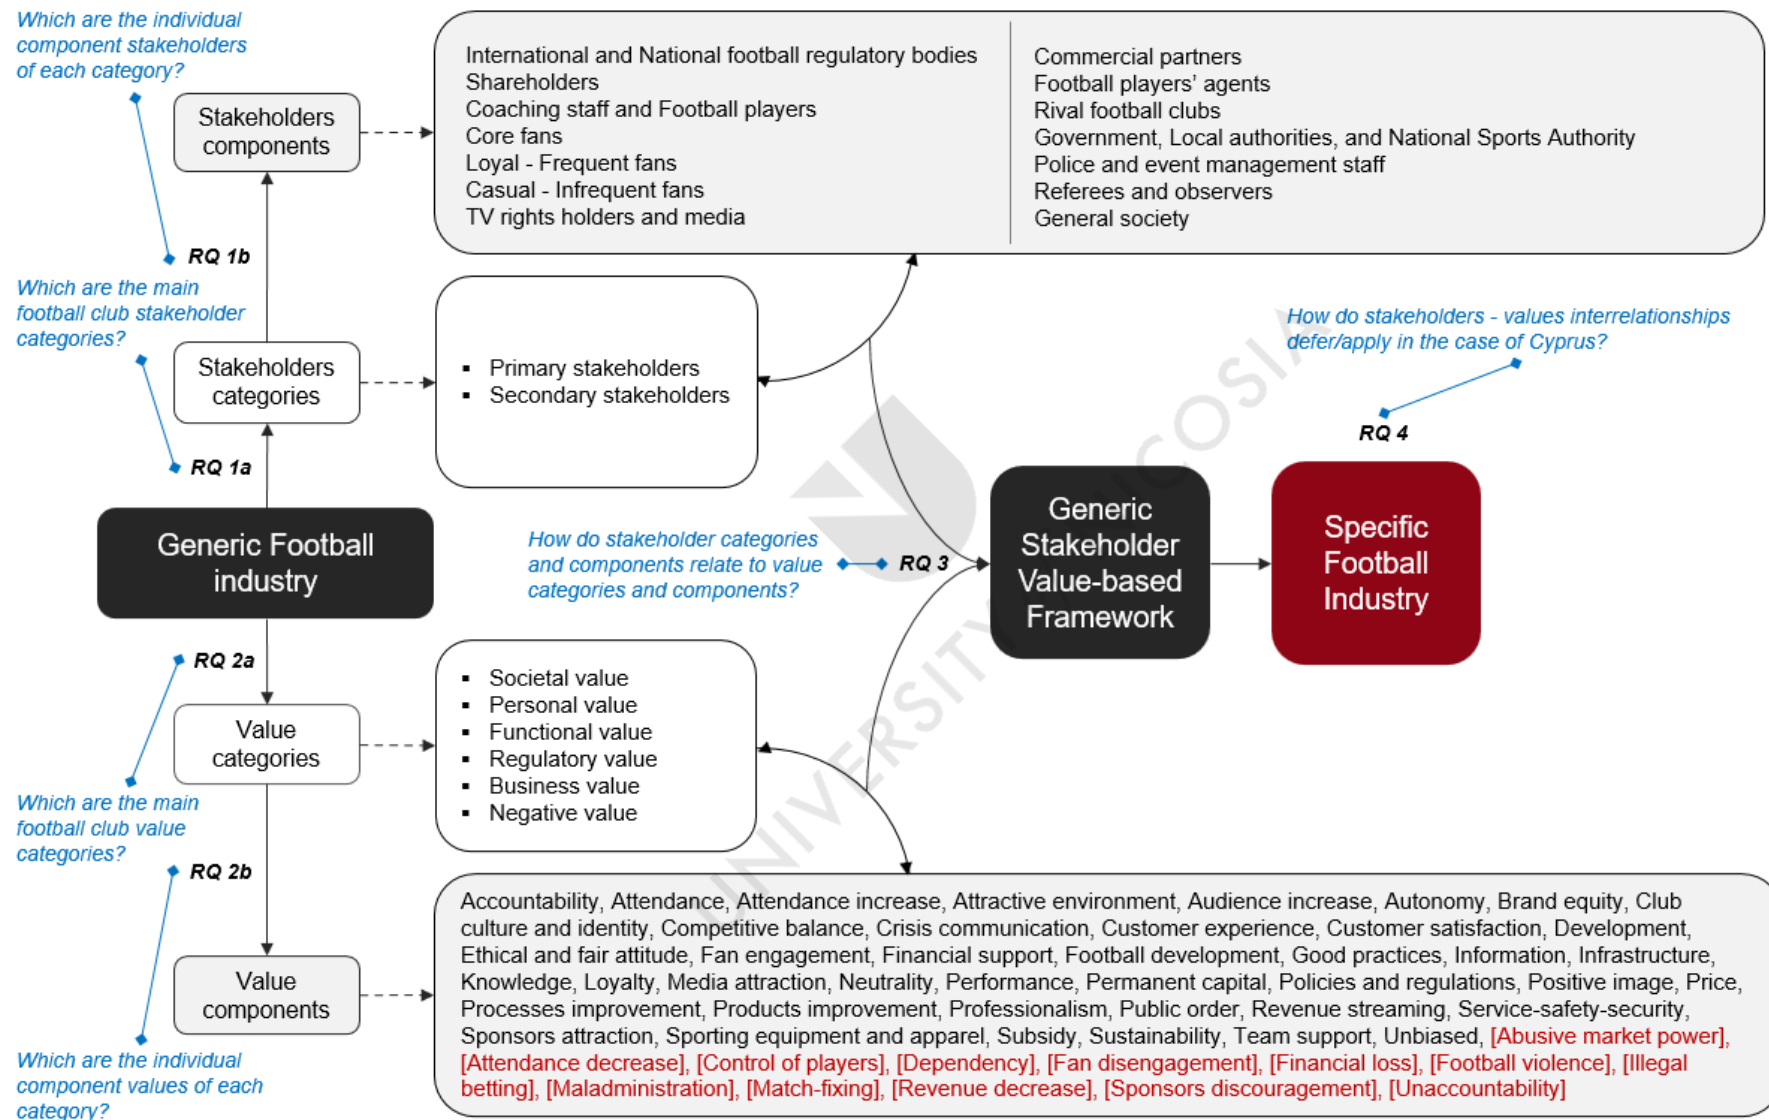 Which are the individual
component stakeholders
of each category?
Stakeholders
components
International and National football regulatory bodies
Shareholders
Coaching staff and Football players
Core fans
Loyal - Frequent fans
Casual - Infrequent fans
TV rights holders and media
Commercial partners
Football players’ agents
Rival football clubs
Government, Local authorities, and National Sports Authority
Police and event management staff
Referees and observers
General society
RQ 1b
Which are the main
football club stakeholder
categories?
Stakeholders
categories
▪ Primary stakeholders
▪ Secondary stakeholders
RQ 1a
How do stakeholders - values interrelationships
defer/apply in the case of Cyprus?
RQ 4
Generic Football
industry
How do stakeholder categories
and components relate to value
categories and components?
RQ 3
Generic
Stakeholder
Value-based
Framework
Specific
Football
Industry
RQ 2a
Value
categories
▪ Societal value
▪ Personal value
▪ Functional value
▪ Regulatory value
▪ Business value
▪ Negative value
Which are the main
football club value
categories?
RQ 2b
Value
components
Accountability, Attendance, Attendance increase, Attractive environment, Audience increase, Autonomy, Brand equity, Club
culture and identity, Competitive balance, Crisis communication, Customer experience, Customer satisfaction, Development,
Ethical and fair attitude, Fan engagement, Financial support, Football development, Good practices, Information, Infrastructure,
Knowledge, Loyalty, Media attraction, Neutrality, Performance, Permanent capital, Policies and regulations, Positive image, Price,
Processes improvement, Products improvement, Professionalism, Public order, Revenue streaming, Service-safety-security,
Sponsors attraction, Sporting equipment and apparel, Subsidy, Sustainability, Team support, Unbiased, [Abusive market power],
[Attendance decrease], [Control of players], [Dependency], [Fan disengagement], [Financial loss], [Football violence], [Illegal
betting], [Maladministration], [Match-fixing], [Revenue decrease], [Sponsors discouragement], [Unaccountability]
Which are the individual
component values of each
category?
UNIVERSITY